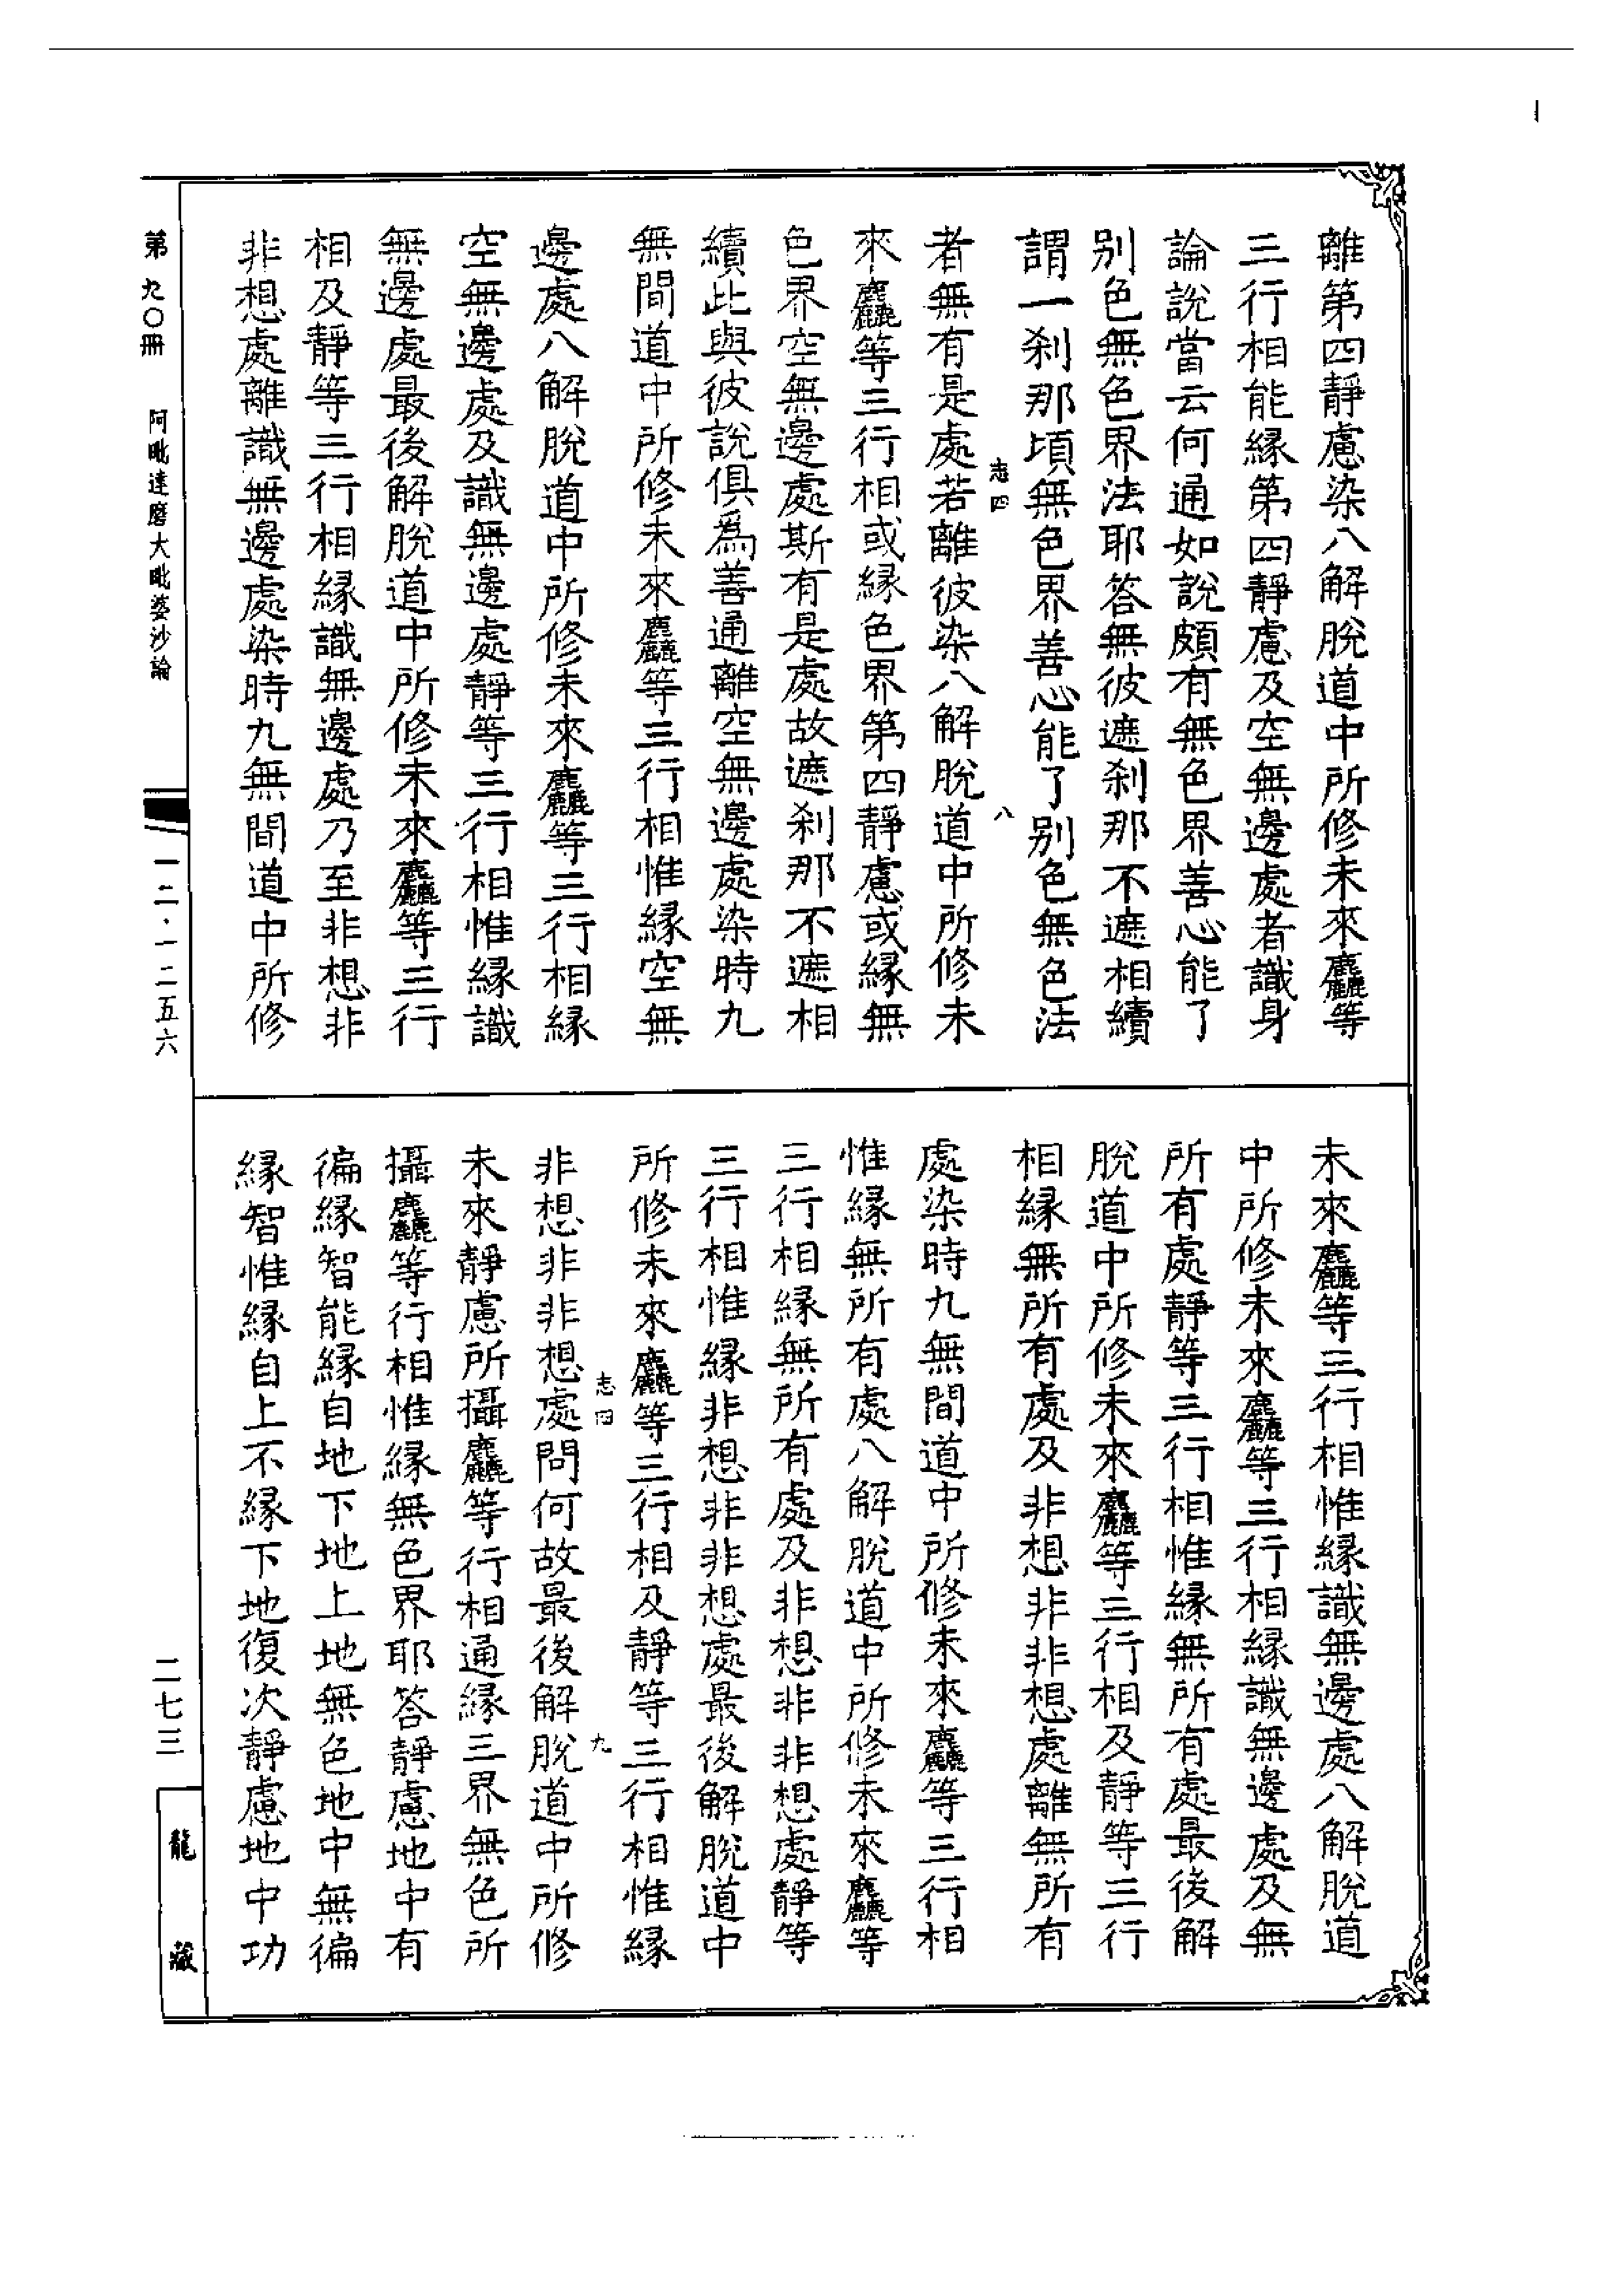 離第四靜慮染八解脫道中所修未來麤等
三行相能緣第四靜慮及空無邊處者識身
論說當云何通如說頗有無色界善心能了
別色無色界法耶答無彼遮剎那不遮相續
謂一剎那頃無色界善心能了別色無色法
志四 八
者無有是處若離彼染八解脫道中所修未
來麤等三行相或緣色界第四靜慮或緣無
色界空無邊處斯有是處故遮剎那不遮相
續此與彼說俱為善通離空無邊處染時九
無間道中所修未來麤等三行相惟緣空無
邊處八解脫道中所修未來麤等三行相緣
空無邊處及識無邊處靜等三行相惟緣識
無邊處最後解脫道中所修未來麤等三行
相及靜等三行相緣識無邊處乃至非想非
非想處離識無邊處染時九無間道中所修
未來麤等三行相惟緣識無邊處八解脫道
中所修未來麤等三行相緣識無邊處及無
所有處靜等三行相惟緣無所有處最後解
脫道中所修未來麤等三行相及靜等三行
相緣無所有處及非想非非想處離無所有
處染時九無間道中所修未來麤等三行相
惟緣無所有處八解脫道中所修未來麤等
三行相緣無所有處及非想非非想處靜等
三行相惟緣非想非非想處最後解脫道中
所修未來麤等三行相及靜等三行相惟緣
志四 九
非想非非想處問何故最後解脫道中所修
未來靜慮所攝麤等行相通緣三界無色所
攝麤等行相惟緣無色界耶答靜慮地中有
徧緣智能緣自地下地上地無色地中無徧
緣智惟緣自上不緣下地復次靜慮地中功
第九〇冊 阿毗達磨大毗婆沙論
一二·一二五六
二七三
龍藏